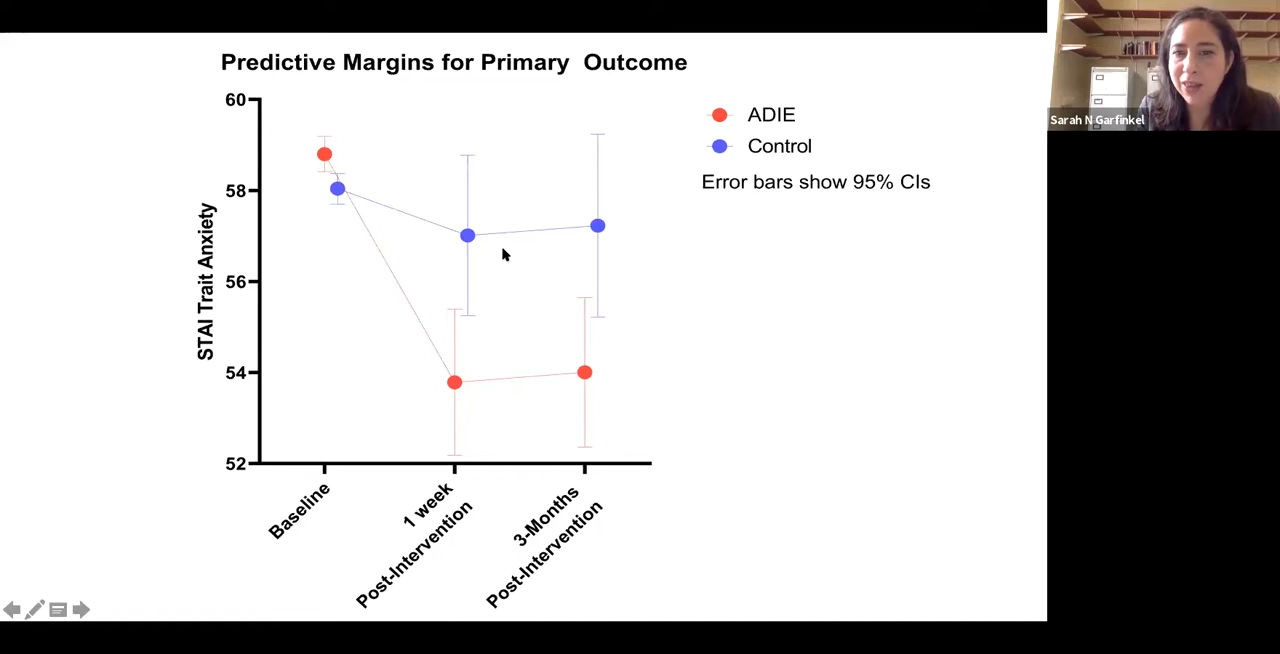 Predictive Margins for Primary Outcome
60
58
56
54
52
STAI Trait Anxiety
Baseline
1 week
Post-Intervention
3-Months
Post-Intervention
ADIE
Control
Error bars show 95% CIs
Sarah N Garfinkel